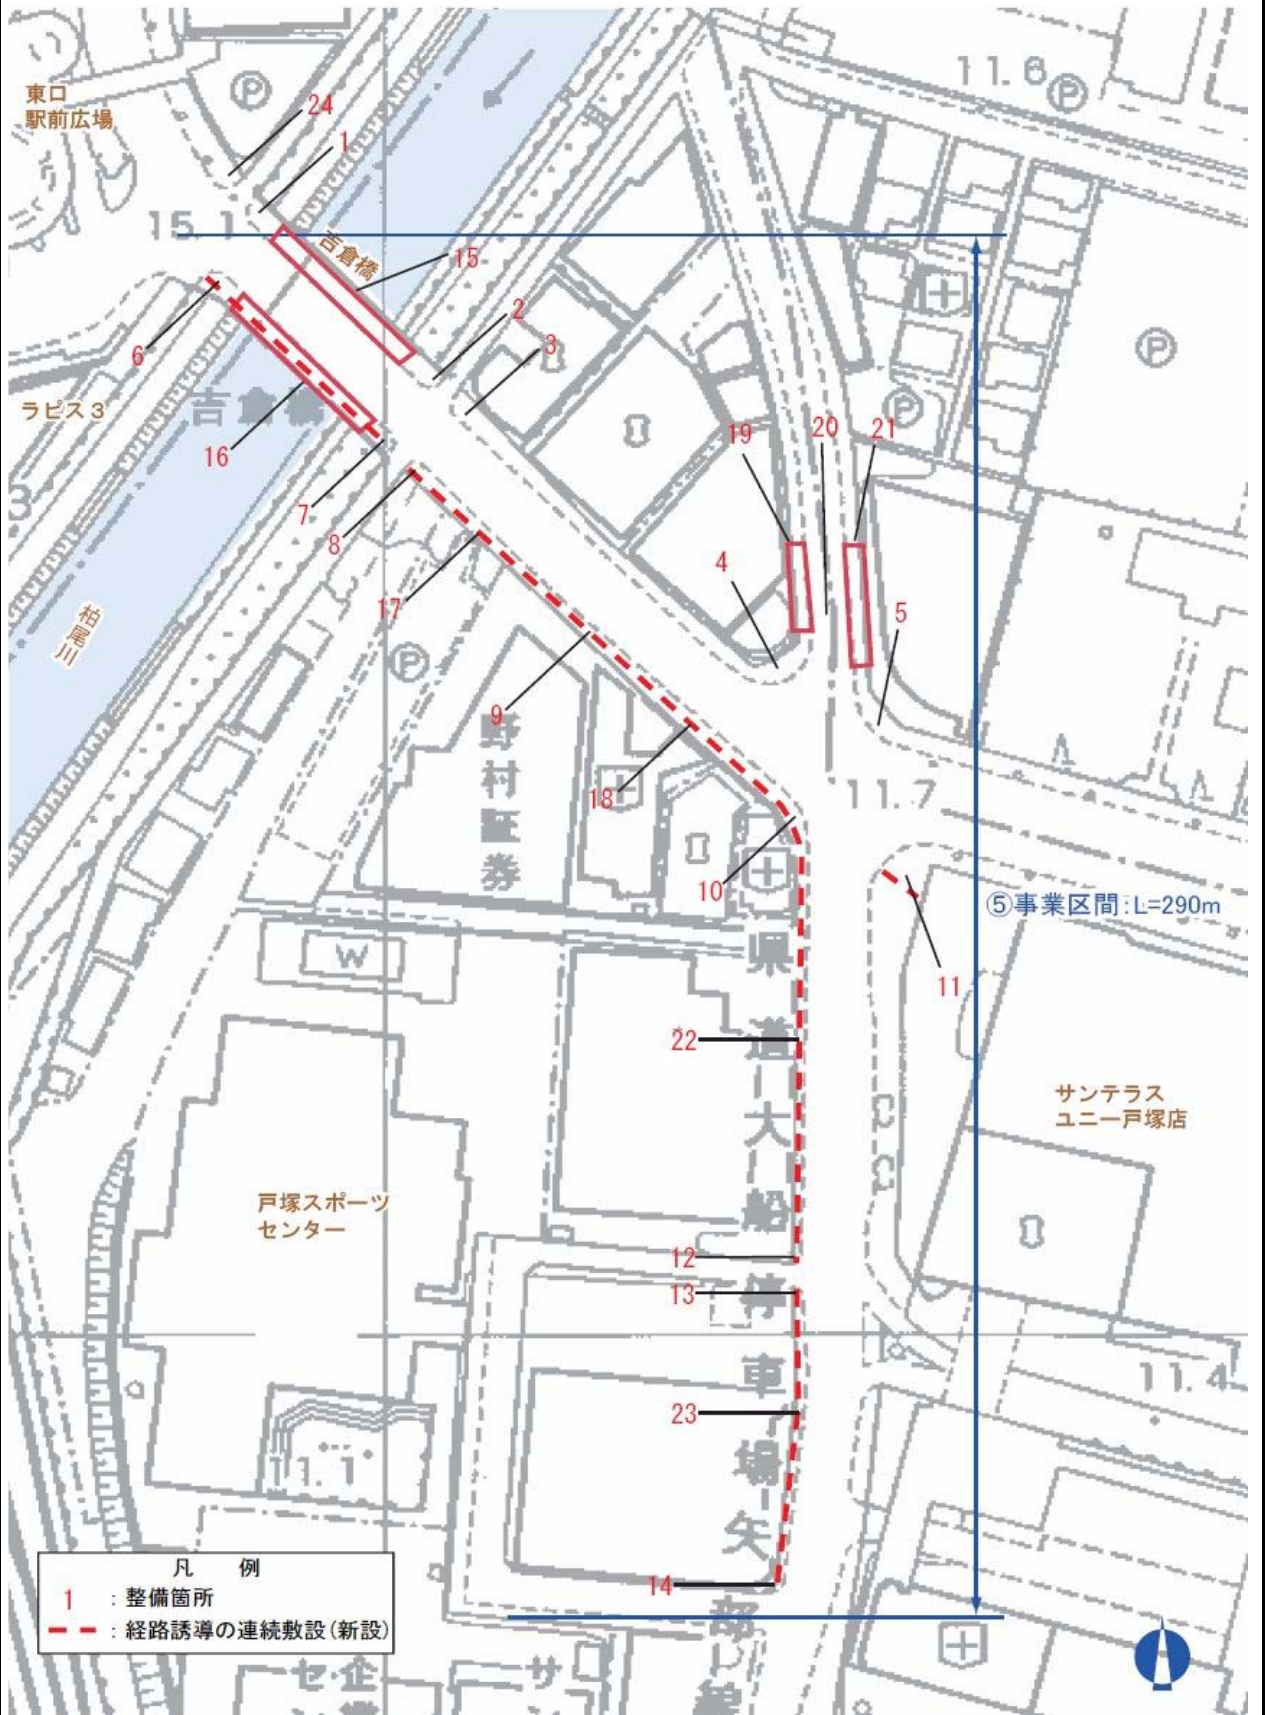 11.6
東口
駅前広場
24
1
15.1
吉倉橋
15
2
3
6
ラピス3
吉倉橋
16
19
20
21
7
8
4
17
5
柏尾川
9
野村証券
18
11.7
10
⑤事業区間:L=290m
W
11
県道大船停車場矢部線
22
サンテラス
ユニー戸塚店
戸塚スポーツ
センター
12
13
11.4
23
11.1
14
凡 例
1 :整備箇所
:経路誘導の連続敷設(新設)